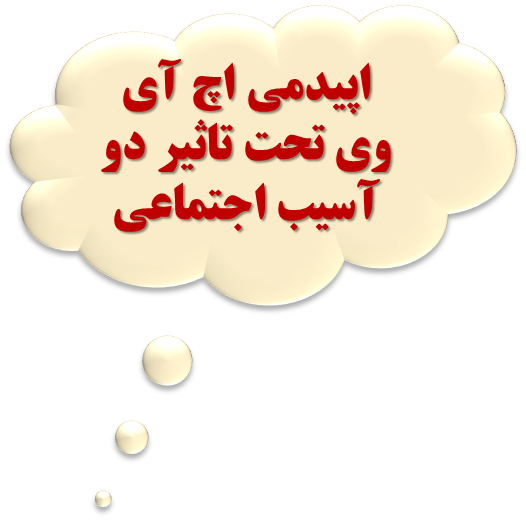 اپیدمی اچ آی
وی تحت تاثیر دو
آسیب اجتماعی